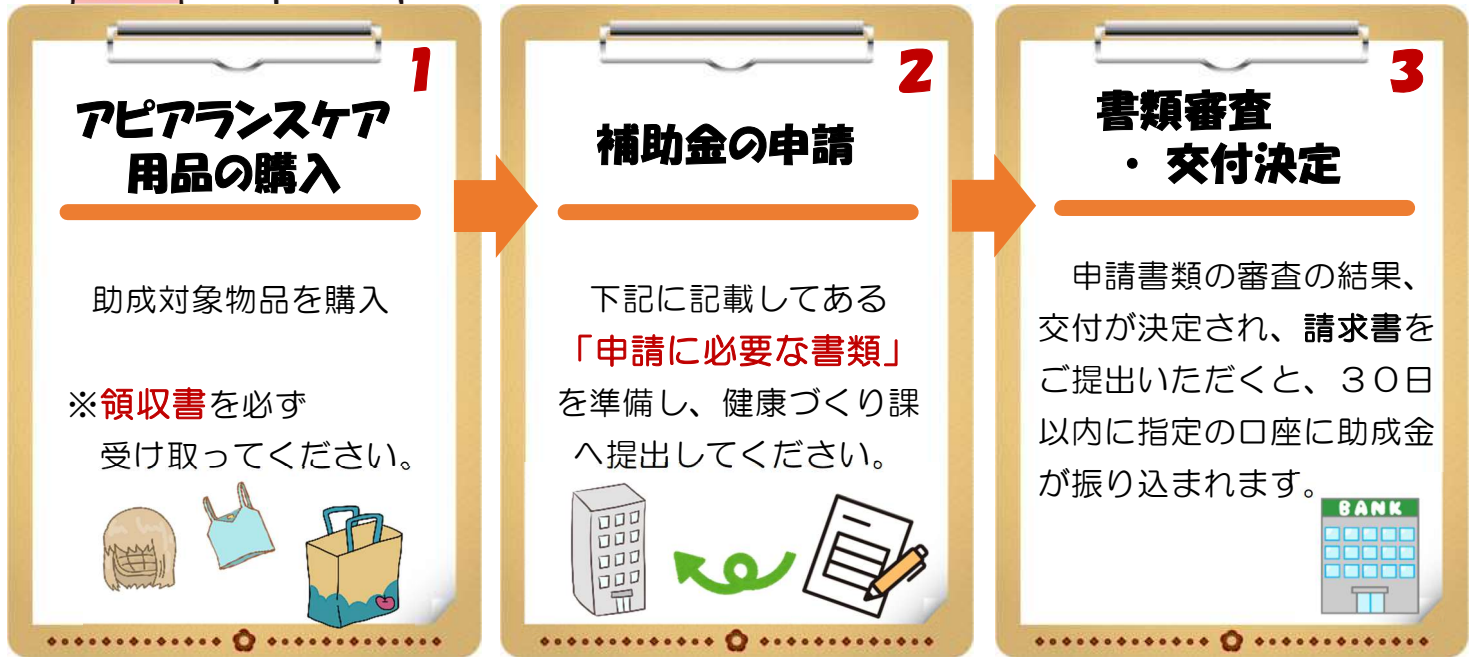 1
アピアランスケア
用品の購入
助成対象物品を購入
※領収書を必ず
受け取ってください。
2
補助金の申請
下記に記載してある
「申請に必要な書類」
を準備し、健康づくり課
へ提出してください。
3
書類審査
・交付決定
申請書類の審査の結果、
交付が決定され、請求書を
ご提出いただくと、３０日
以内に指定の口座に助成金
が振り込まれます。
BANK